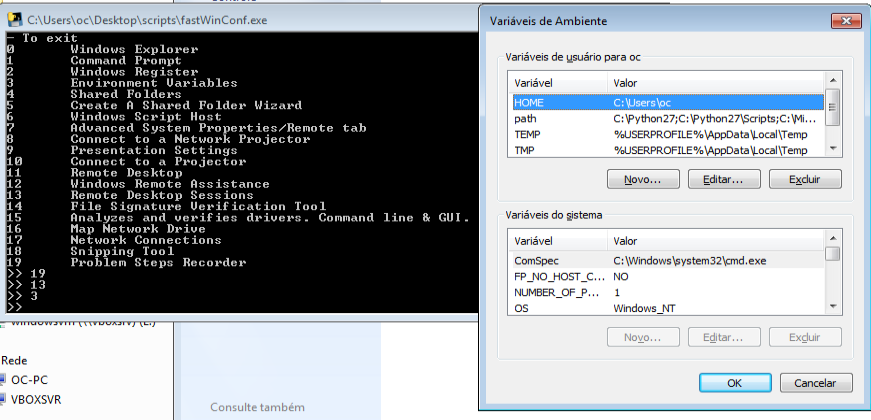 C:\Users\oc\Desktop\scripts\fastWinConf.exe
- To exit
0 Windows Explorer
1 Command Prompt
2 Windows Register
3 Environment Variables
4 Shared Folders
5 Create A Shared Folder Wizard
6 Windows Script Host
7 Advanced System Properties/Remote tab
8 Connect to a Network Projector
9 Presentation Settings
10 Connect to a Projector
11 Remote Desktop
12 Windows Remote Assistance
13 Remote Desktop Sessions
14 File Signature Verification Tool
15 Analyzes and verifies drivers. Command line & GUI.
16 Map Network Drive
17 Network Connections
18 Snipping Tool
19 Problem Steps Recorder
>> 19
>> 13
>> 3
>>
Rede
OC-PC
VBOXSVR
Consulte também
Variáveis de Ambiente
Variáveis de usuário para oc
Variável Valor
HOME C:\Users\oc
path C:\Python27;C:\Python27\Scripts;C:\Mi...
TEMP %USERPROFILE%\AppData\Local\Temp
TMP %USERPROFILE%\AppData\Local\Temp
Novo... Editar... Excluir
Variáveis do sistema
Variável Valor
ComSpec C:\Windows\system32\cmd.exe
FP_NO_HOST_C... NO
NUMBER_OF_P... 1
OS Windows_NT
Novo... Editar... Excluir
OK Cancelar